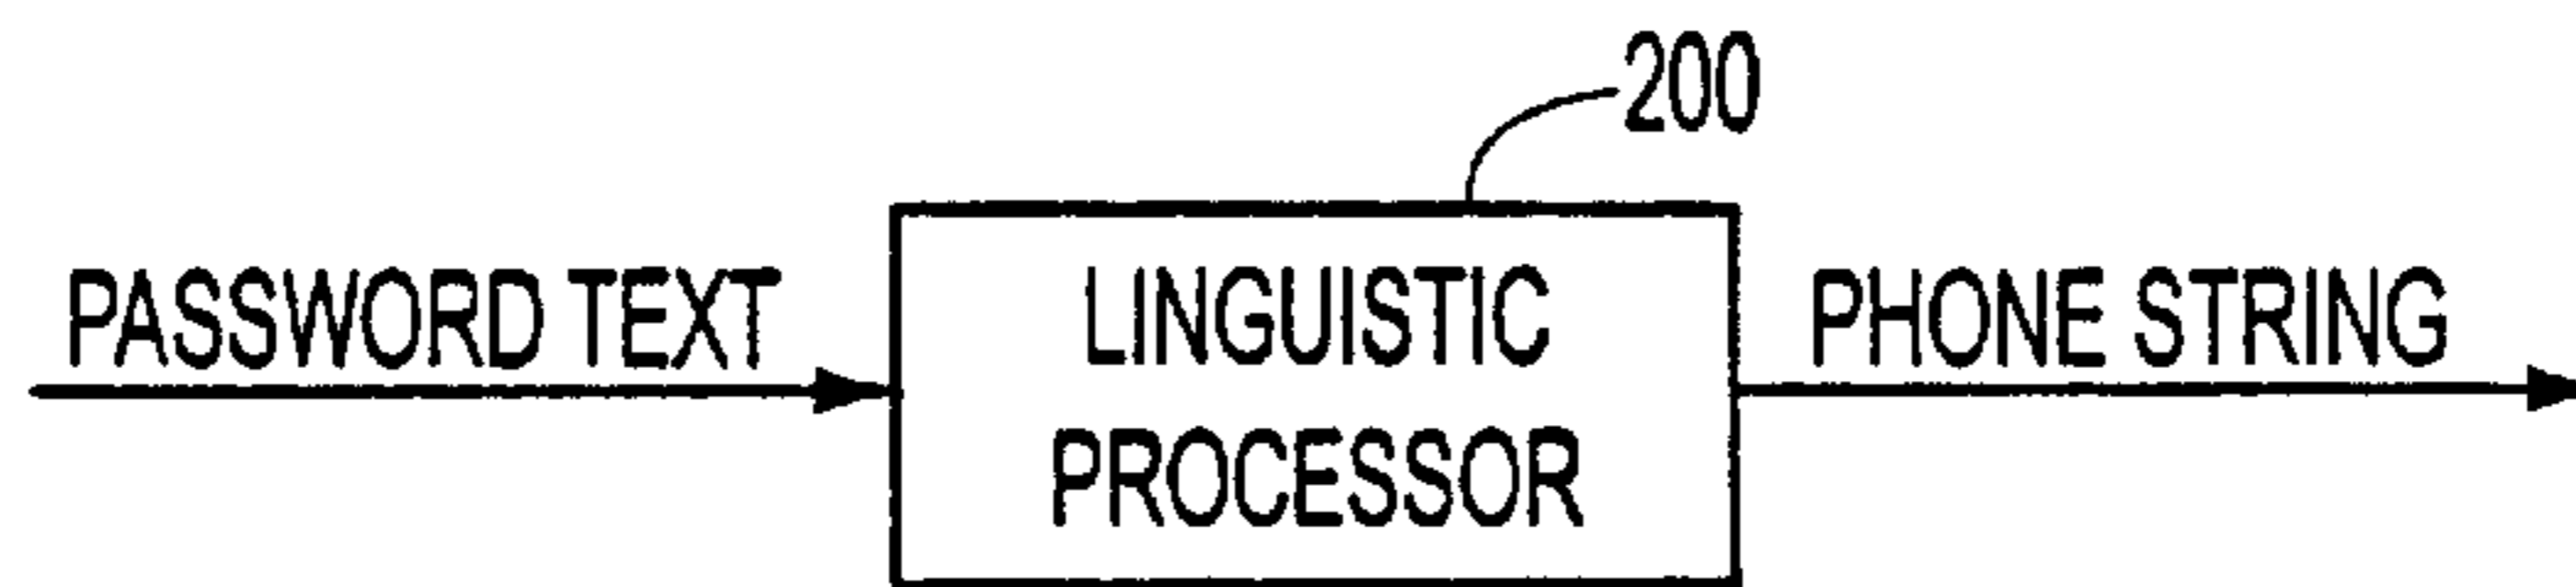 200
PASSWORD TEXT
LINGUISTIC
PROCESSOR
PHONE STRING